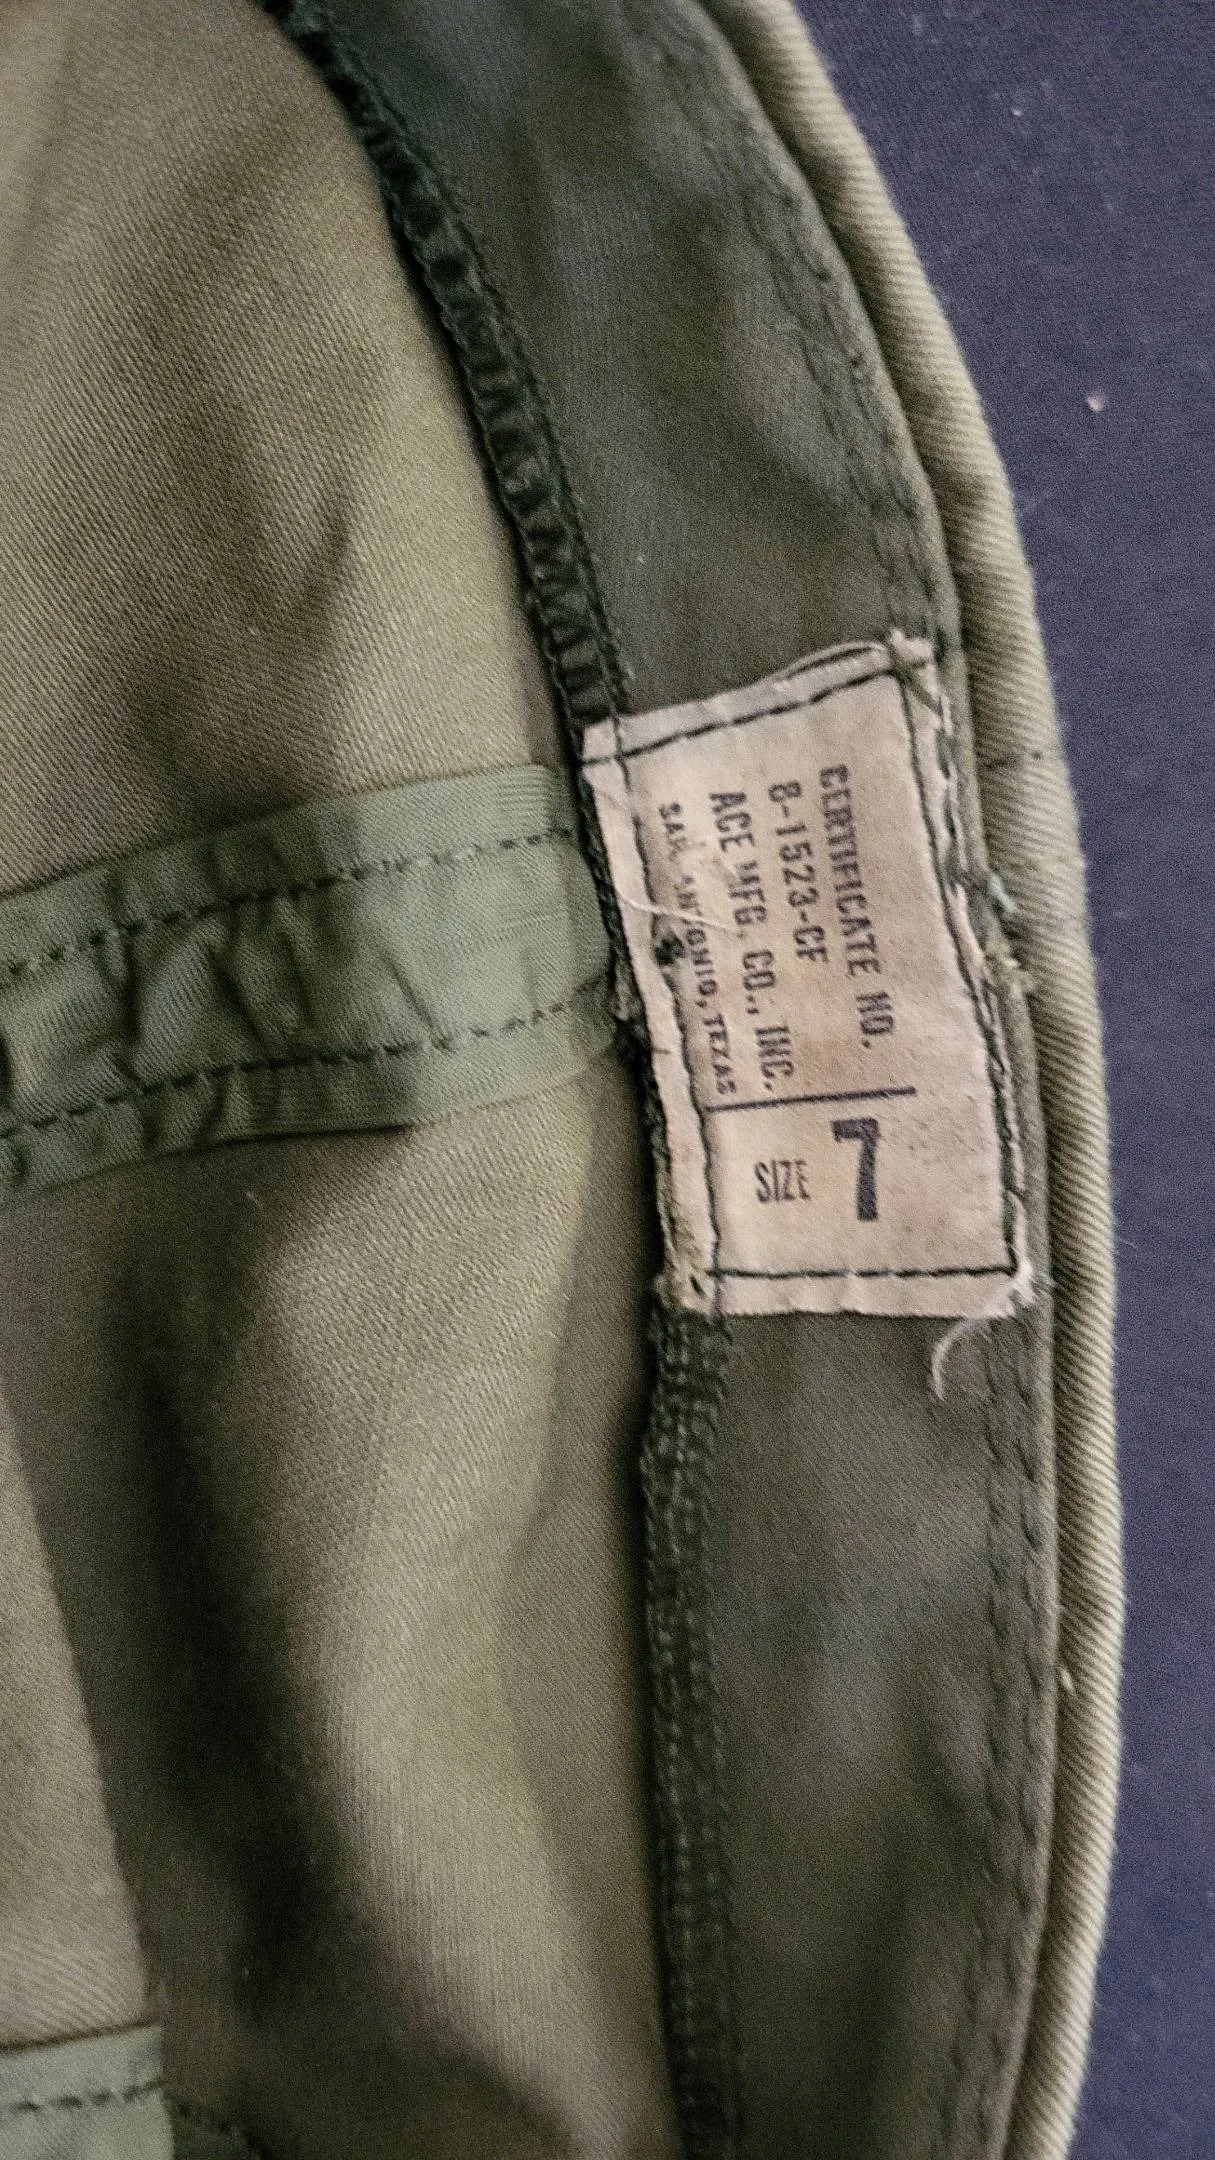 CERTIFICATE NO.
8-1523-CF
ACE MFG. CO., INC.
SAN ANTONIO, TEXAS
SIZE 7